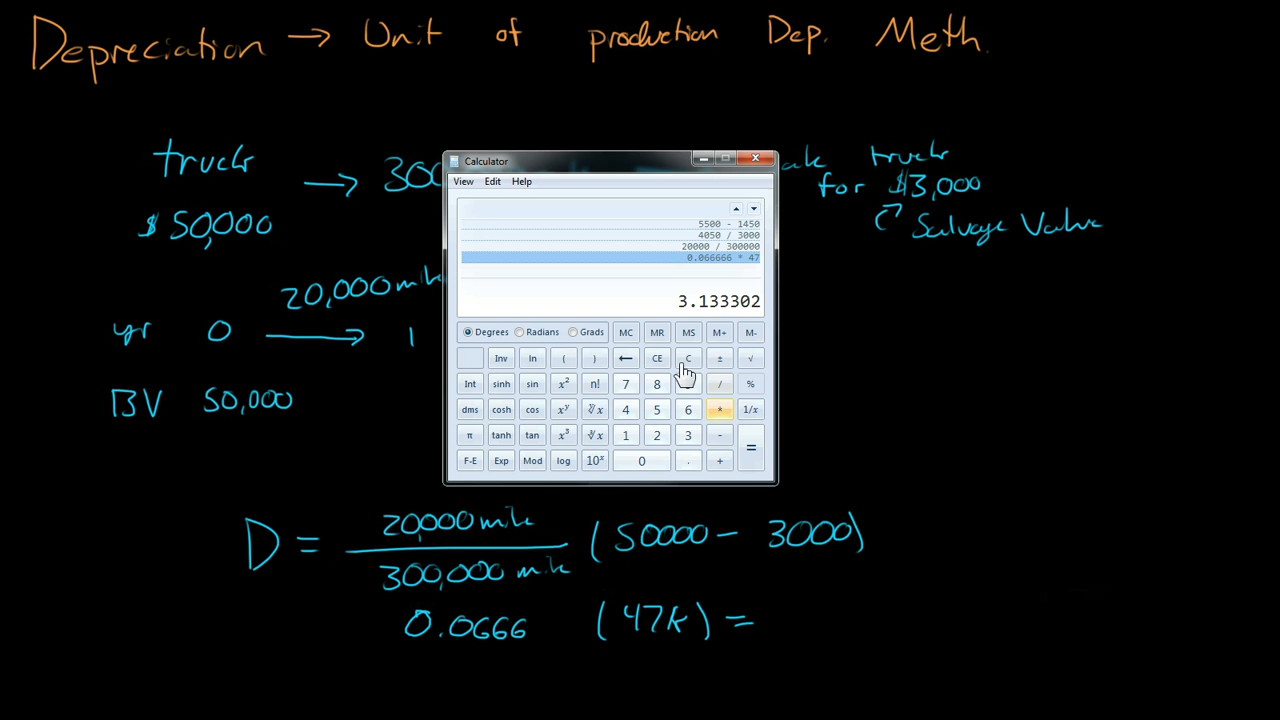 Depreciation → Unit of production Dep. Meth.
truck → 300 truck
$50,000 for $3,000
Salvage Value
20,000 mile
yr 0 → 1
BV 50,000
Calculator
View Edit Help
5500 - 1450
4050 / 3000
20000 / 300000
0.066666 * 47
3.133302
Degrees Radians Grads MC MR MS M+ M-
Inv ln ( ) ← CE C ± √
Int sinh sin x² n! 7 8 / %
dms cosh cos xʸ ʸ√x 4 5 6 * 1/x
π tanh tan x³ ³√x 1 2 3 - =
F-E Exp Mod log 10ˣ 0 . +
D = 20,000 mile / 300,000 mile (50000 - 3000)
0.0666 (47k) =